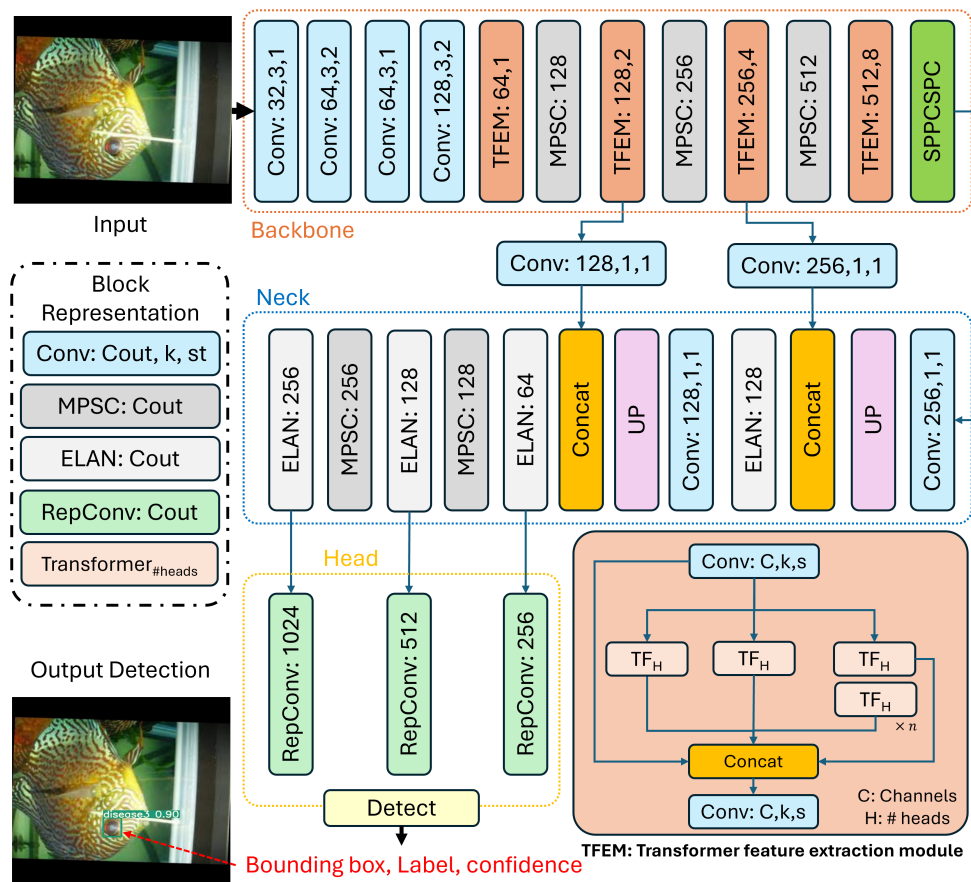 Conv: 32,3,1
Conv: 64,3,2
Conv: 64,3,1
Conv: 128,3,2
TFEM: 64,1
MPSC: 128
TFEM: 128,2
MPSC: 256
TFEM: 256,4
MPSC: 512
TFEM: 512,8
SPPCSPC
Input
Backbone
Conv: 128,1,1
Conv: 256,1,1
Block
Representation
Conv: Cout, k, st
MPSC: Cout
ELAN: Cout
RepConv: Cout
Transformer#heads
Neck
ELAN: 256
MPSC: 256
ELAN: 128
MPSC: 128
ELAN: 64
Concat
UP
Conv: 128,1,1
ELAN: 128
Concat
UP
Conv: 256,1,1
Head
RepConv: 1024
RepConv: 512
RepConv: 256
Detect
Bounding box, Label, confidence
Output Detection
disease3 0.90
Conv: C,k,s
TFH
TFH
TFH
TFH
× n
Concat
Conv: C,k,s
C: Channels
H: # heads
TFEM: Transformer feature extraction module